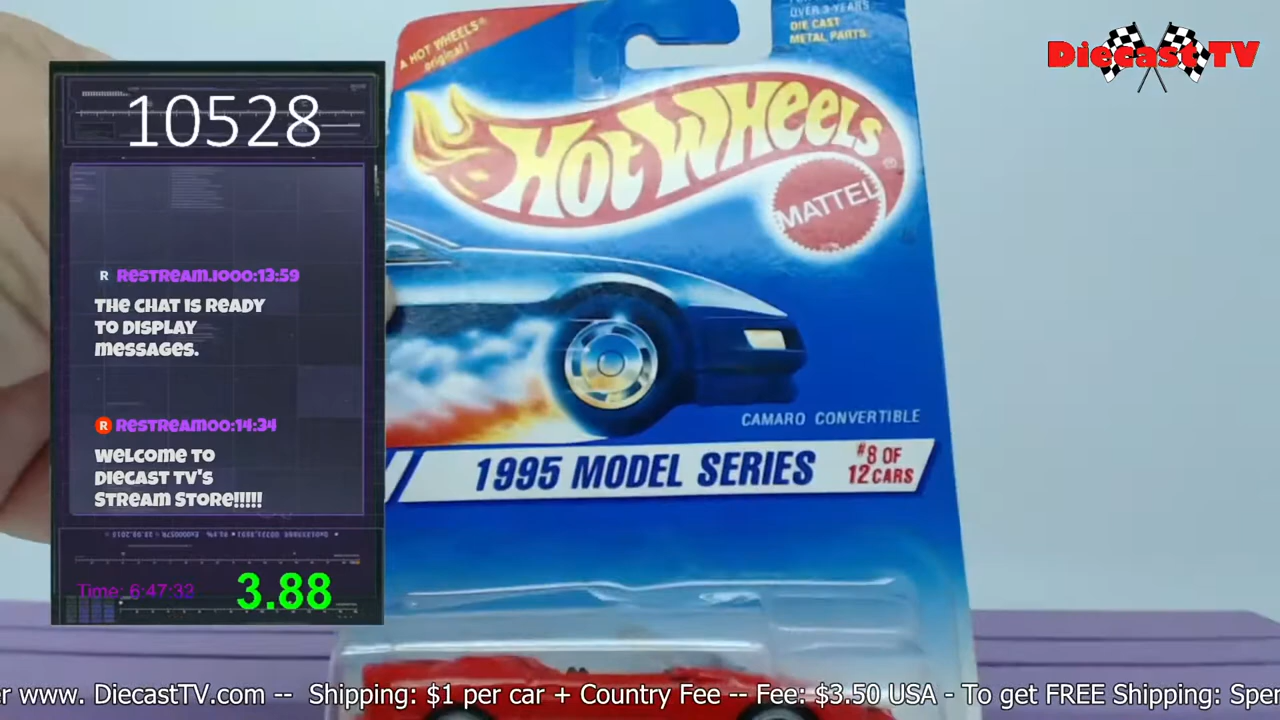 A HOT WHEELS®
original!
OVER 3 YEARS
DIE CAST
METAL PARTS.
Diecast TV
10528
HOT WHEELS®
MATTEL
R Restream.io00:13:59
THE CHAT IS READY
TO DISPLAY
MESSAGES.
CAMARO CONVERTIBLE
R Restream00:14:34
WELCOME TO
DIECAST TV'S
STREAM STORE!!!!!
1995 MODEL SERIES
#8 OF
12 CARS
Time: 6:47:32
3.88
www. DiecastTV.com -- Shipping: $1 per car + Country Fee -- Fee: $3.50 USA - To get FREE Shipping: